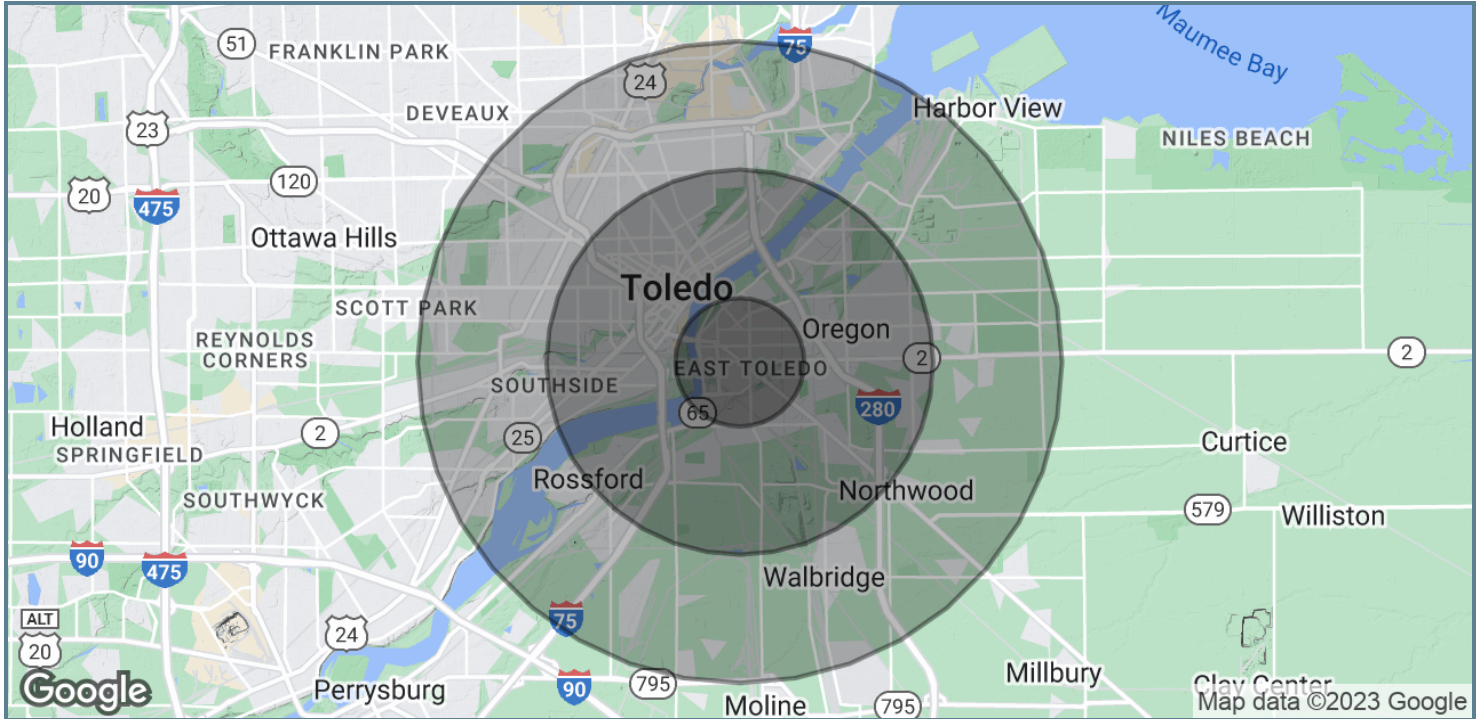 51
FRANKLIN PARK
75
24
Maumee Bay
DEVEAUX
Harbor View
23
NILES BEACH
20
120
475
Ottawa Hills
Toledo
SCOTT PARK
Oregon
REYNOLDS
CORNERS
2
2
EAST TOLEDO
SOUTHSIDE
65
280
Holland
2
25
Curtice
SPRINGFIELD
Rossford
Northwood
SOUTHWYCK
579
Williston
90
475
Walbridge
ALT
20
24
75
Perrysburg
90
795
Moline
795
Millbury
Clay Center
Google
Map data ©2023 Google